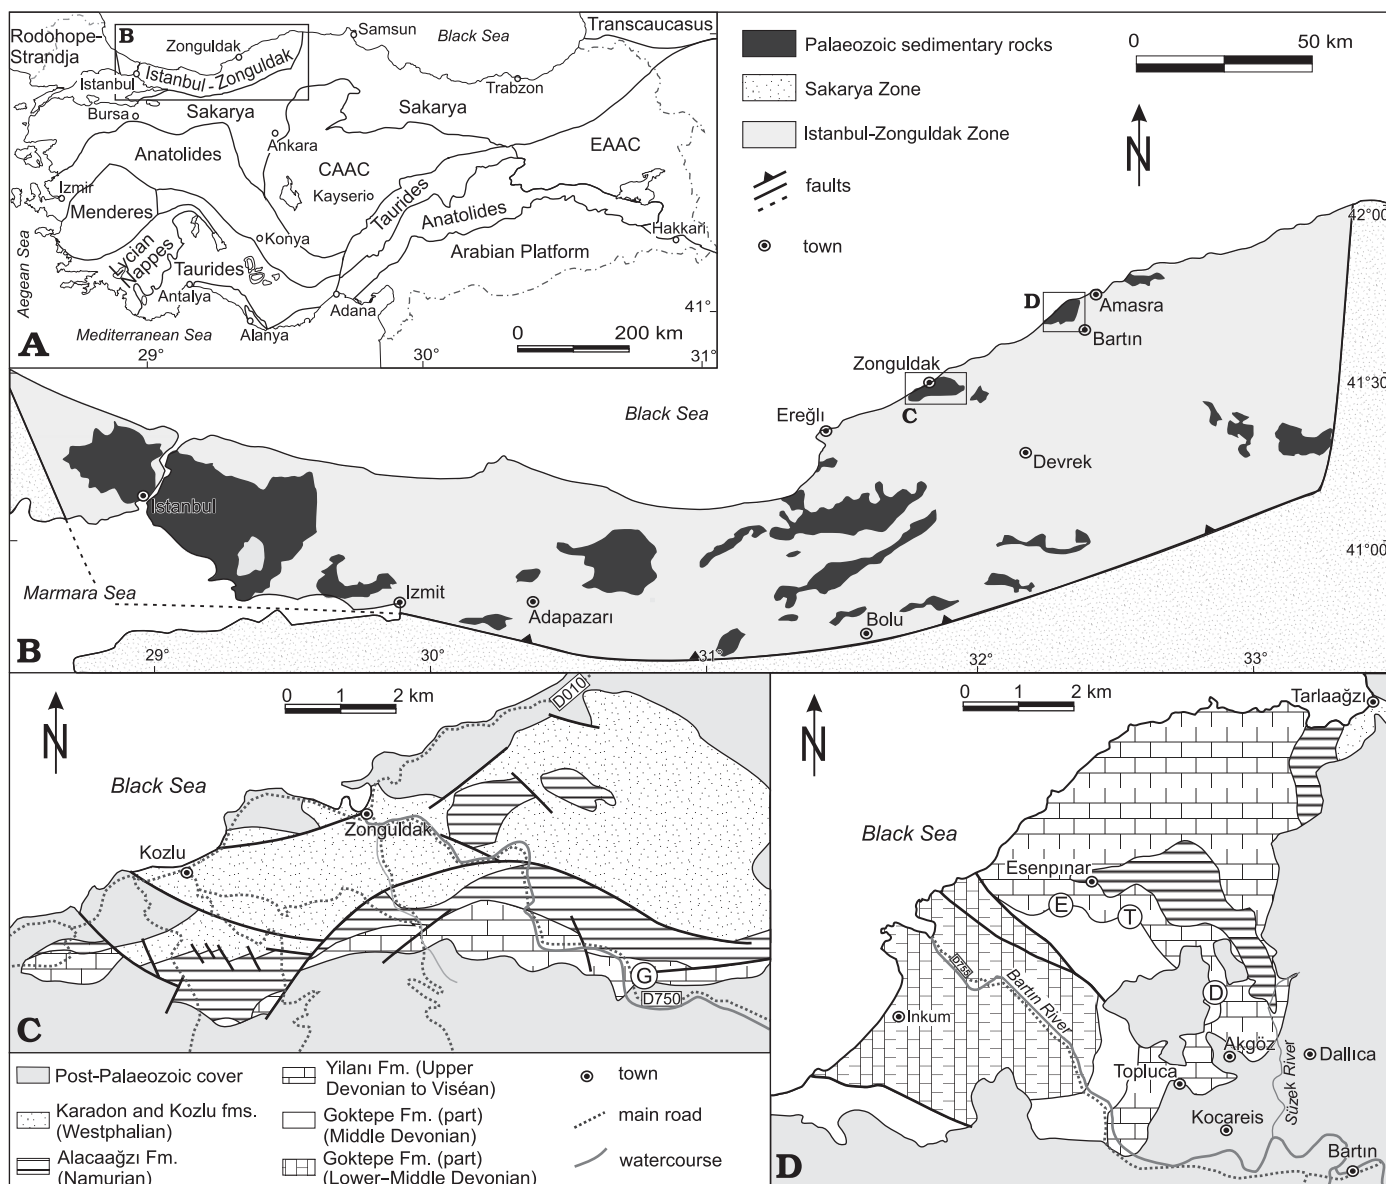 Rodohope-
Strandja
B
Zonguldak
Samsun
Black Sea
Transcaucasus
Istanbul
Istanbul - Zonguldak
Trabzon
Bursa
Sakarya
Sakarya
Ankara
Anatolides
CAAC
EAAC
Izmir
Kayserio
Menderes
Taurides
Anatolides
Hakkari
Konya
Lycian
Nappes
Taurides
Arabian Platform
Aegean Sea
Antalya
Adana
Alanya
Mediterranean Sea
0 200 km
A
Palaeozoic sedimentary rocks
Sakarya Zone
Istanbul-Zonguldak Zone
faults
town
0 50 km
N
42°00
41°
29° 30° 31°
D
Amasra
Bartın
Zonguldak
C
41°30
Black Sea
Ereğlı
Devrek
Istanbul
41°00
Marmara Sea
Izmit
Adapazarı
Bolu
B
29° 30° 31° 32° 33°
0 1 2 km
D010
N
Black Sea
Zonguldak
Kozlu
G
D750
C
0 1 2 km
Tarlaağzı
N
Black Sea
Esenpınar
E
T
D755
Bartın River
D
Inkum
Akgöz
Dallıca
Topluca
Süzek River
Kocareis
Bartın
D
Post-Palaeozoic cover
Karadon and Kozlu fms.
(Westphalian)
Alacaağzı Fm.
(Namurian)
Yilanı Fm. (Upper
Devonian to Viséan)
Goktepe Fm. (part)
(Middle Devonian)
Goktepe Fm. (part)
(Lower–Middle Devonian)
town
main road
watercourse